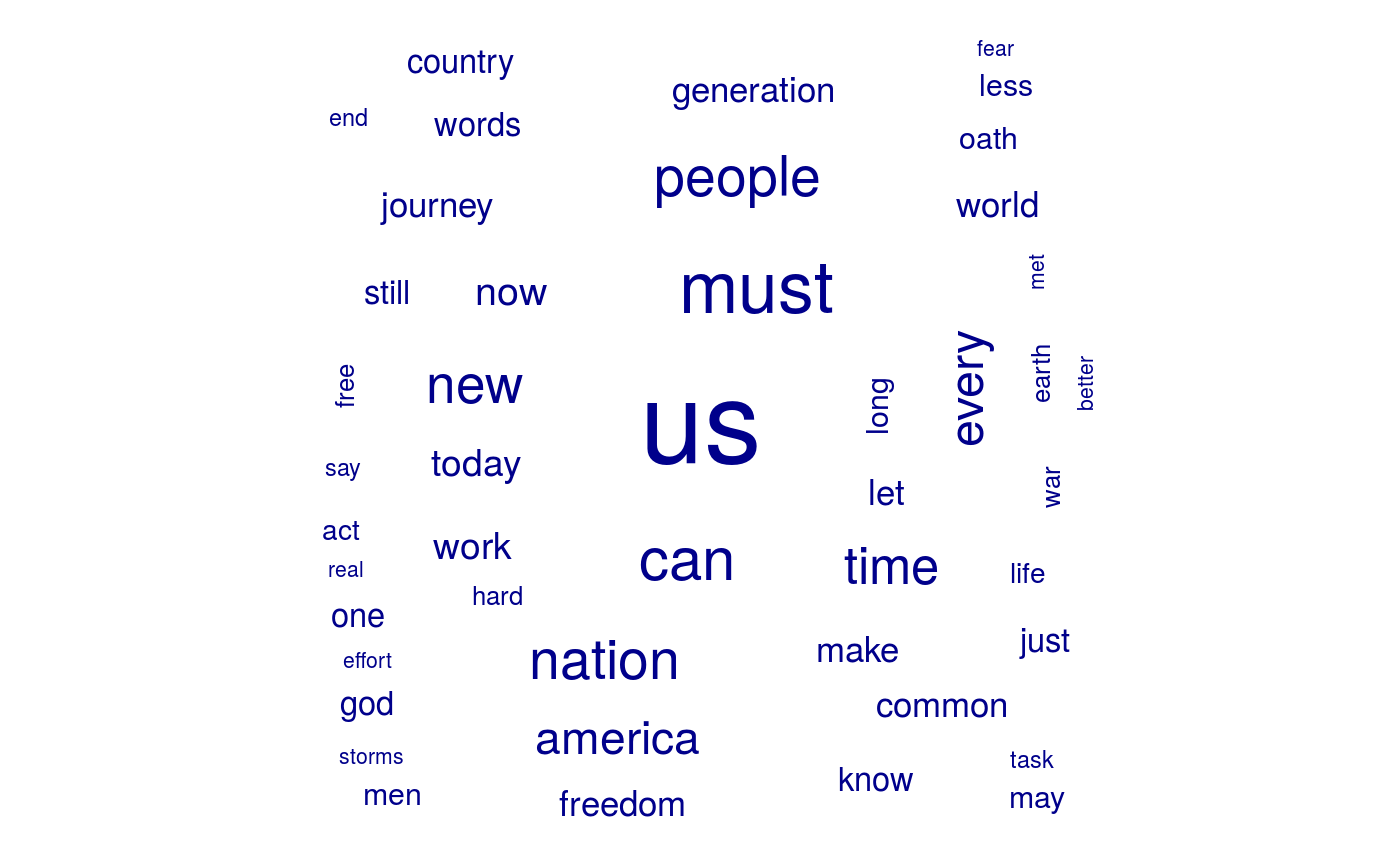 fear
country
less
generation
end
words
oath
people
journey
world
met
still
now
must
free
new
us
long
every
earth
better
say
today
let
war
act
work
can
time
life
real
hard
one
make
just
effort
nation
god
common
america
storms
know
task
men
freedom
may